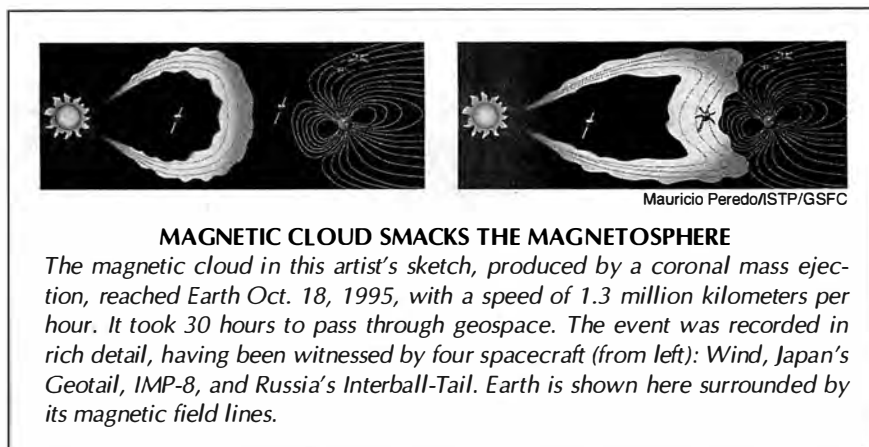 Mauricio Peredo/ISTP/GSFC
MAGNETIC CLOUD SMACKS THE MAGNETOSPHERE
The magnetic cloud in this artist's sketch, produced by a coronal mass ejec-
tion, reached Earth Oct. 18, 1995, with a speed of 1.3 million kilometers per
hour. It took 30 hours to pass through geospace. The event was recorded in
rich detail, having been witnessed by four spacecraft (from left): Wind, Japan's
Geotail, IMP-8, and Russia's Interball-Tail. Earth is shown here surrounded by
its magnetic field lines.